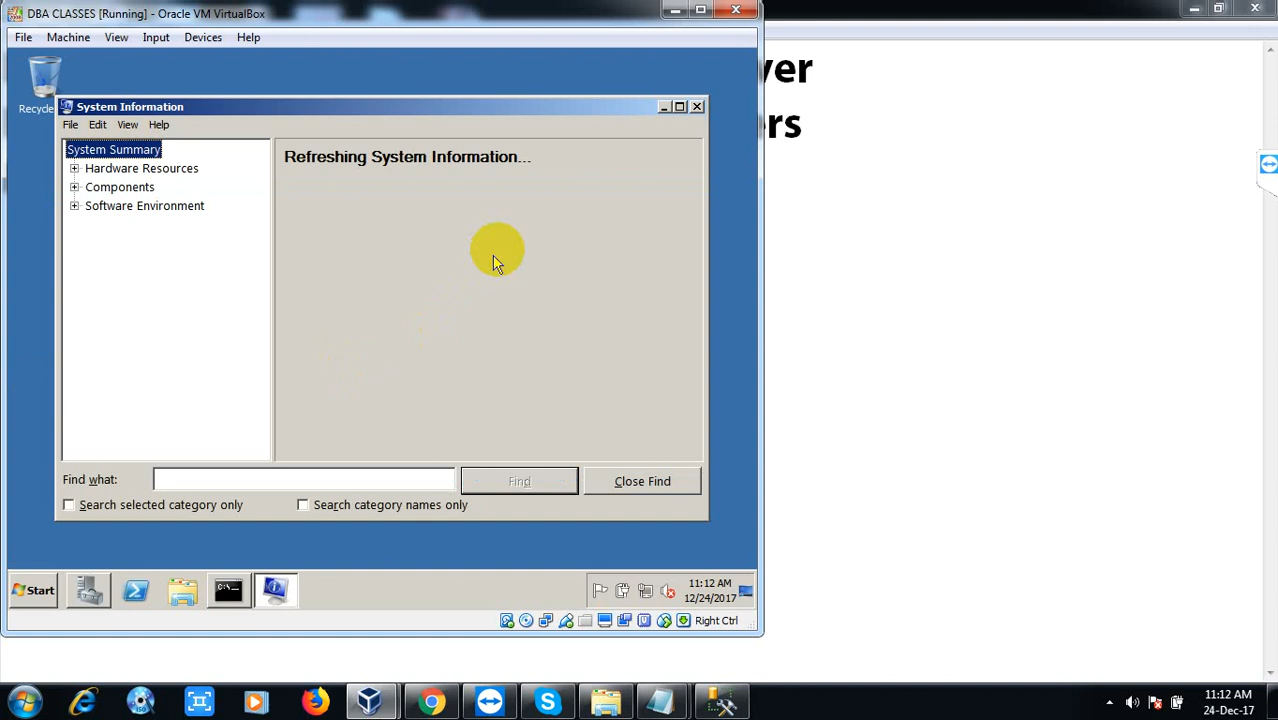 DBA CLASSES [Running] - Oracle VM VirtualBox
File Machine View Input Devices Help
ver
ers
Recycle
System Information
File Edit View Help
System Summary
Hardware Resources
Components
Software Environment
Refreshing System Information...
Find what:
Find
Close Find
Search selected category only
Search category names only
Start
11:12 AM
12/24/2017
Right Ctrl
11:12 AM
24-Dec-17